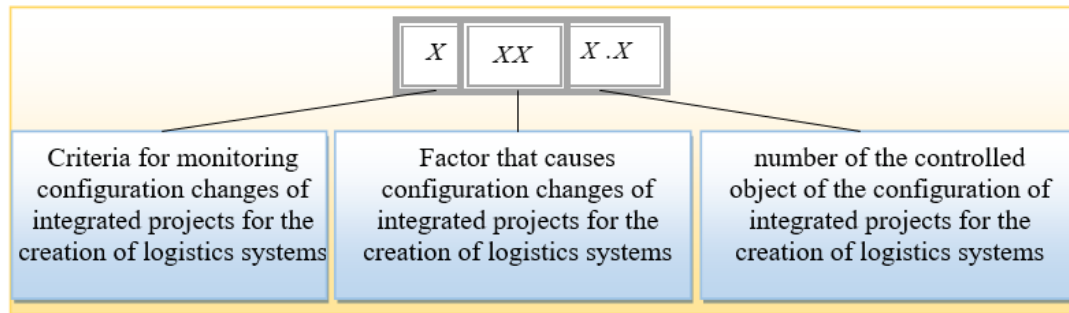 X XX X .X
Criteria for monitoring
configuration changes of
integrated projects for the
creation of logistics systems
Factor that causes
configuration changes of
integrated projects for the
creation of logistics systems
number of the controlled
object of the configuration of
integrated projects for the
creation of logistics systems